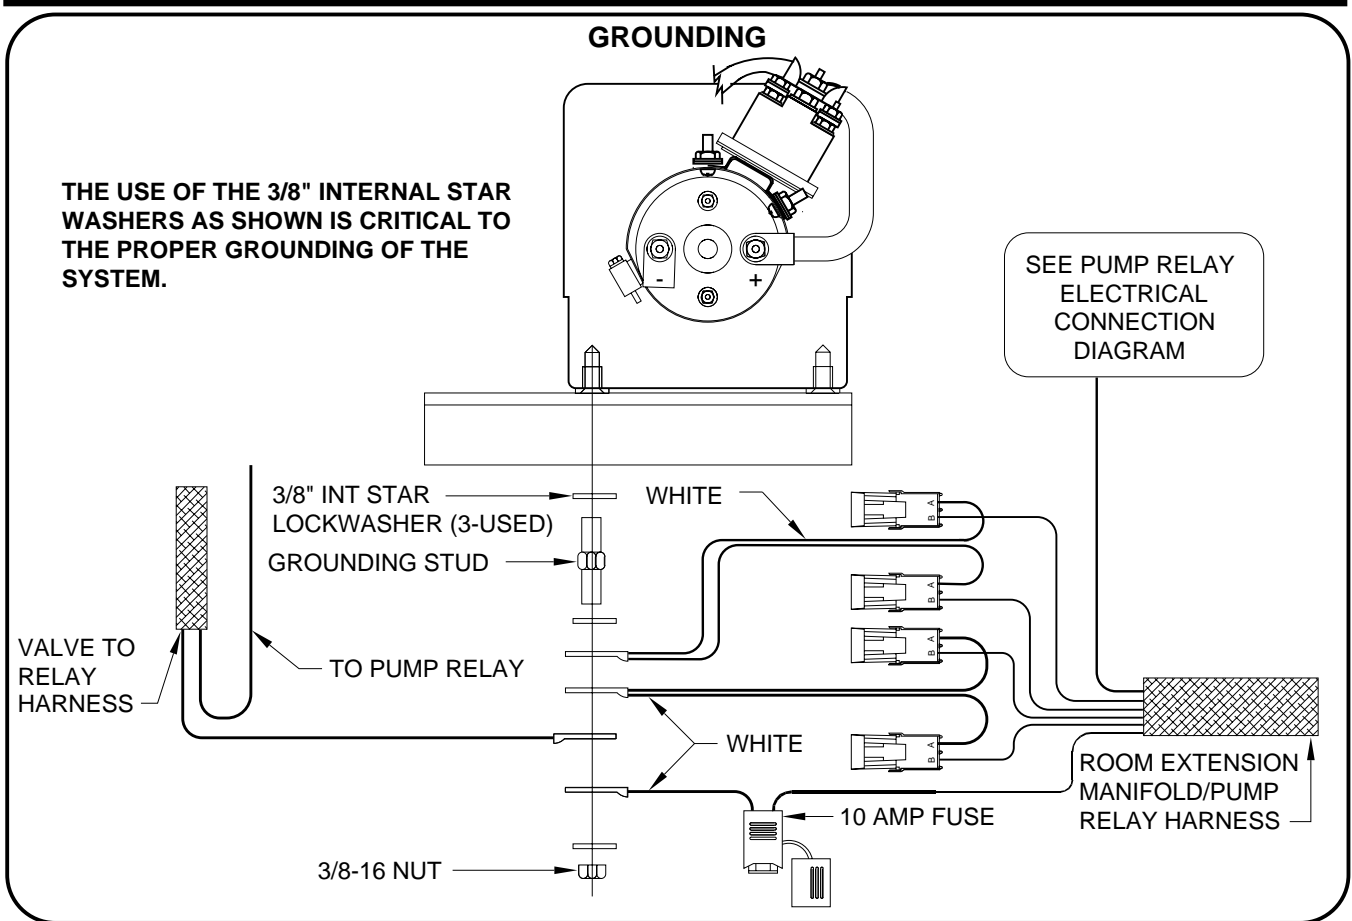 GROUNDING
THE USE OF THE 3/8" INTERNAL STAR
WASHERS AS SHOWN IS CRITICAL TO
THE PROPER GROUNDING OF THE
SYSTEM.
-
+
SEE PUMP RELAY
ELECTRICAL
CONNECTION
DIAGRAM
3/8" INT STAR
LOCKWASHER (3-USED)
GROUNDING STUD
WHITE
A
B
A
B
A
B
A
B
VALVE TO
RELAY
HARNESS
TO PUMP RELAY
WHITE
10 AMP FUSE
ROOM EXTENSION
MANIFOLD/PUMP
RELAY HARNESS
3/8-16 NUT